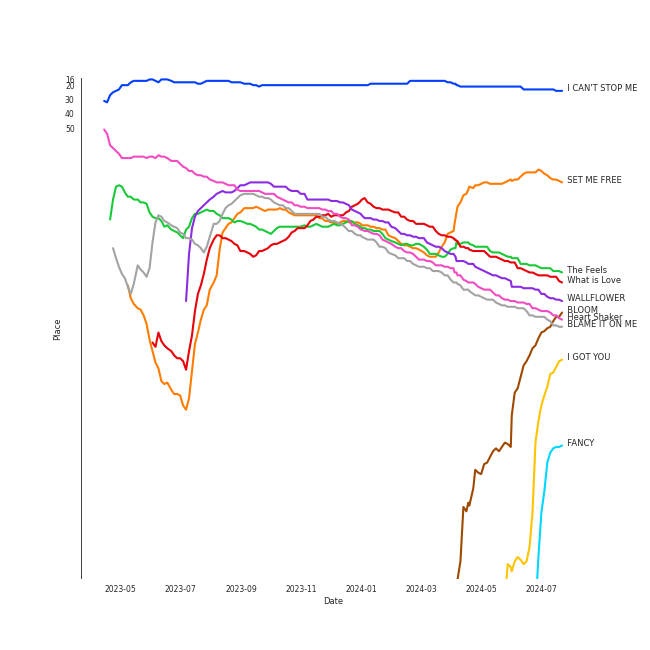 16
20
30
40
50
Place
I CAN'T STOP ME
SET ME FREE
The Feels
What is Love
WALLFLOWER
BLOOM
Heart Shaker
BLAME IT ON ME
I GOT YOU
FANCY
2023-05 2023-07 2023-09 2023-11 2024-01 2024-03 2024-05 2024-07
Date